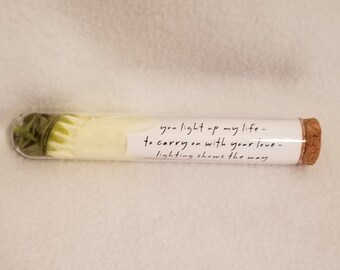 you light up my life -
to carry on with your love -
lighting shows the way